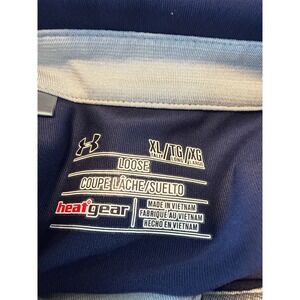 XL/TG/XG
LOOSE
COUPE LÂCHE/SUELTO
heatgear
MADE IN VIETNAM
FABRIQUÉ AU VIETNAM
HECHO EN VIETNAM